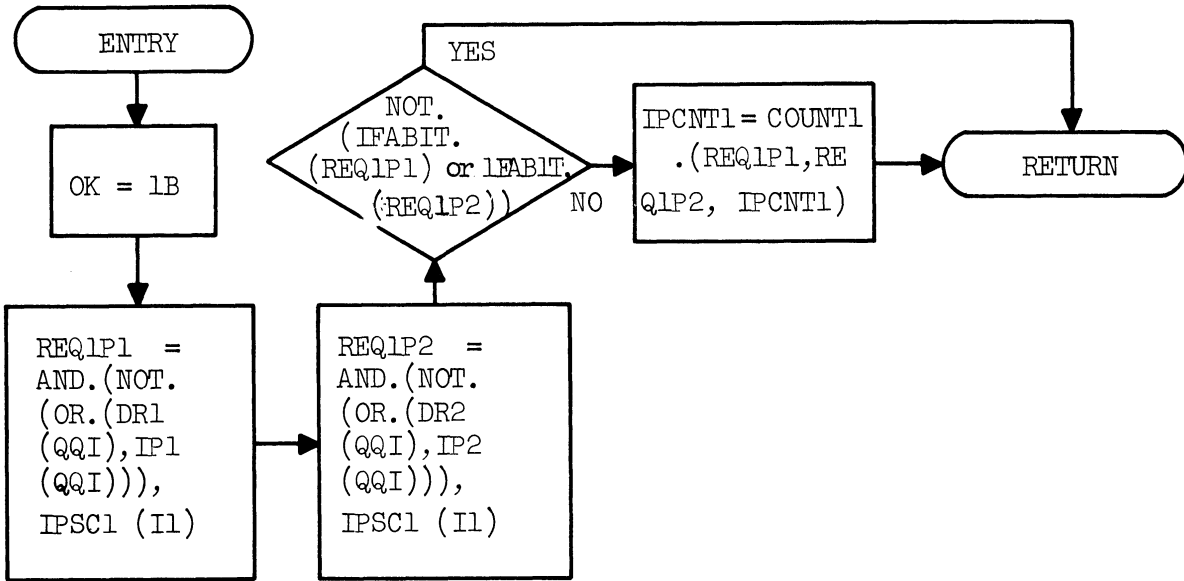 ENTRY
OK = 1B
REQ1P1 =
AND.(NOT.
(OR.(DR1
(QQI),IP1
(QQI))),
IPSC1 (I1)
REQ1P2 =
AND.(NOT.
(OR.(DR2
(QQI),IP2
(QQI))),
IPSC1 (I1)
NOT.
(IFABIT.
(REQ1P1) or 1FAB1T.
(REQ1P2))
YES
NO
IPCNT1 = COUNT1
.(REQ1P1,RE
Q1P2, IPCNT1)
RETURN